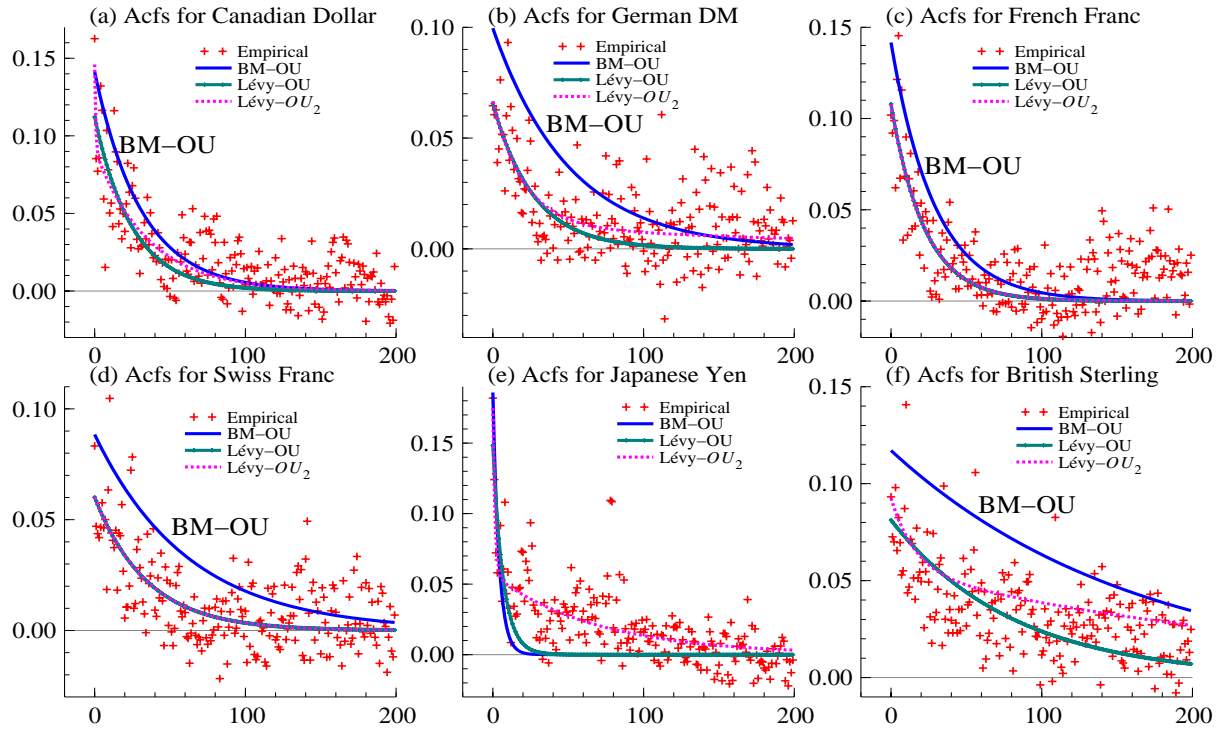 (a) Acfs for Canadian Dollar
0.15
0.10
0.05
0.00
Empirical
BM–OU
Lévy–OU
Lévy–OU₂
BM–OU
0
100
200
(b) Acfs for German DM
0.10
0.05
0.00
Empirical
BM–OU
Lévy–OU
Lévy–OU₂
BM–OU
0
100
200
(c) Acfs for French Franc
0.15
0.10
0.05
0.00
Empirical
BM–OU
Lévy–OU
Lévy–OU₂
BM–OU
0
100
200
(d) Acfs for Swiss Franc
0.10
0.05
0.00
Empirical
BM–OU
Lévy–OU
Lévy–OU₂
BM–OU
0
100
200
(e) Acfs for Japanese Yen
0.15
0.10
0.05
0.00
Empirical
BM–OU
Lévy–OU
Lévy–OU₂
0
100
200
(f) Acfs for British Sterling
0.15
0.10
0.05
0.00
Empirical
BM–OU
Lévy–OU
Lévy–OU₂
BM–OU
0
100
200